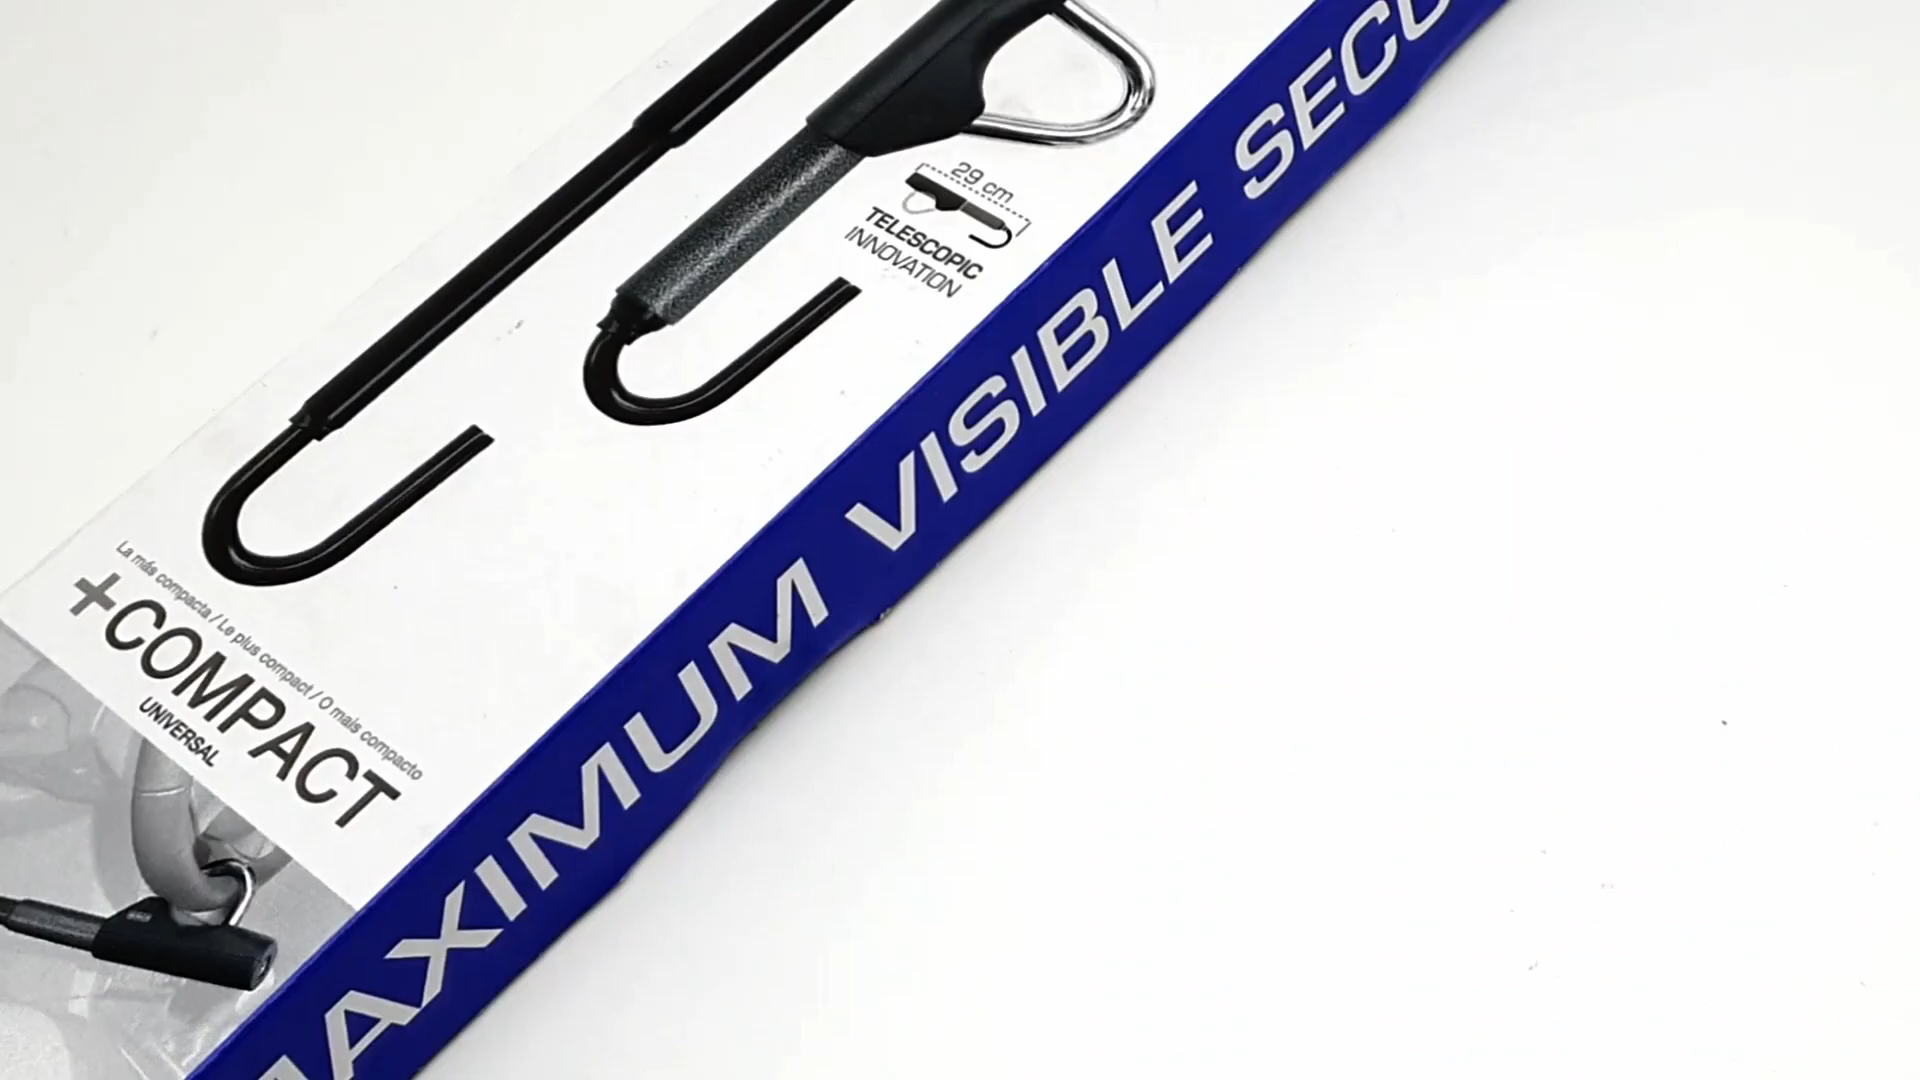 29 cm
TELESCOPIC
INNOVATION
La más compacta / Le plus compact / O mais compacto
+COMPACT
UNIVERSAL
MAXIMUM VISIBLE SECU